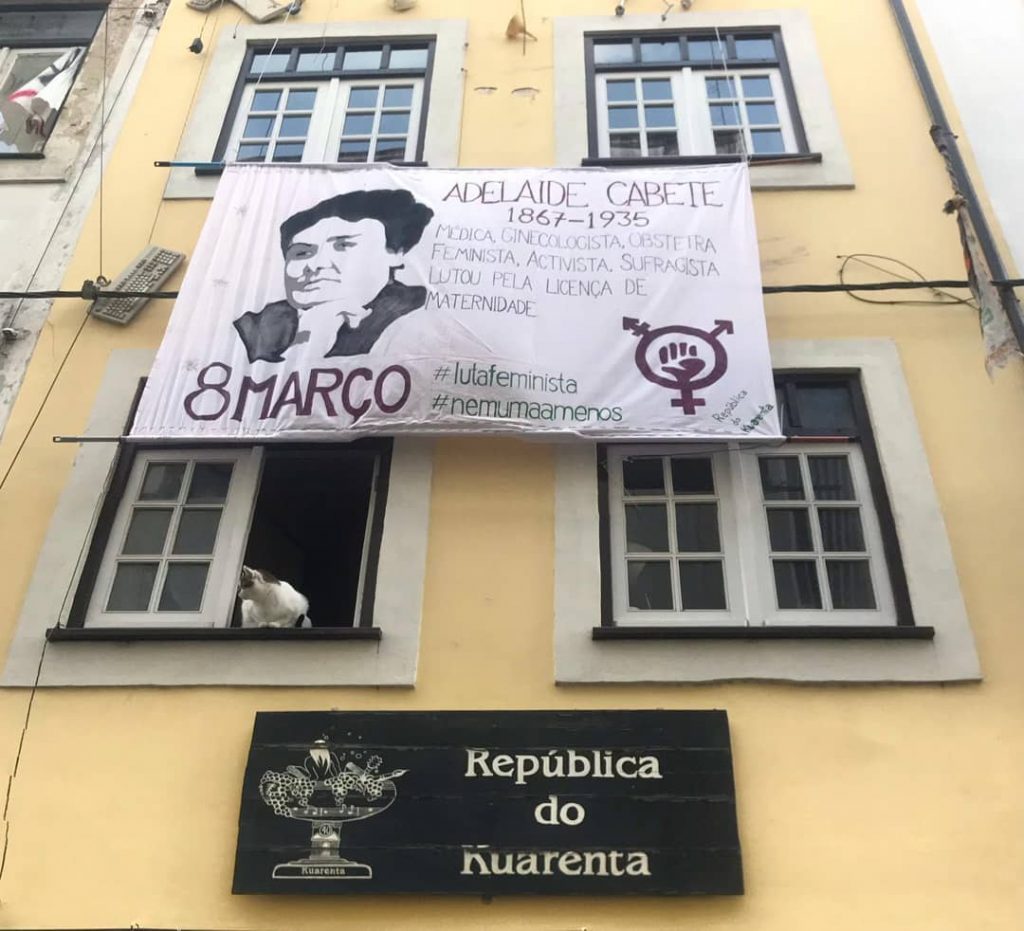 ADELAIDE CABETE
1867-1935
MÉDICA, GINECOLOGISTA, OBSTETRA
FEMINISTA, ACTIVISTA, SUFRAGISTA
LUTOU PELA LICENÇA DE
MATERNIDADE
8 MARÇO
#lutafeminista
#nemumaamenos
República
do
Kuarenta
República
do
Kuarenta
Kuarenta